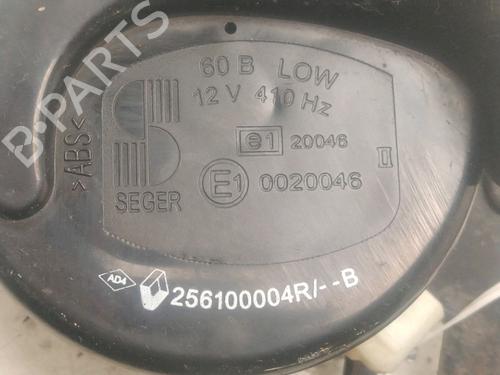 B-PARTS
60 B LOW
12 V 410 Hz
e1 20046
II
E1 0020046
SEGER
>ABS<
AD4 256100004R/--B